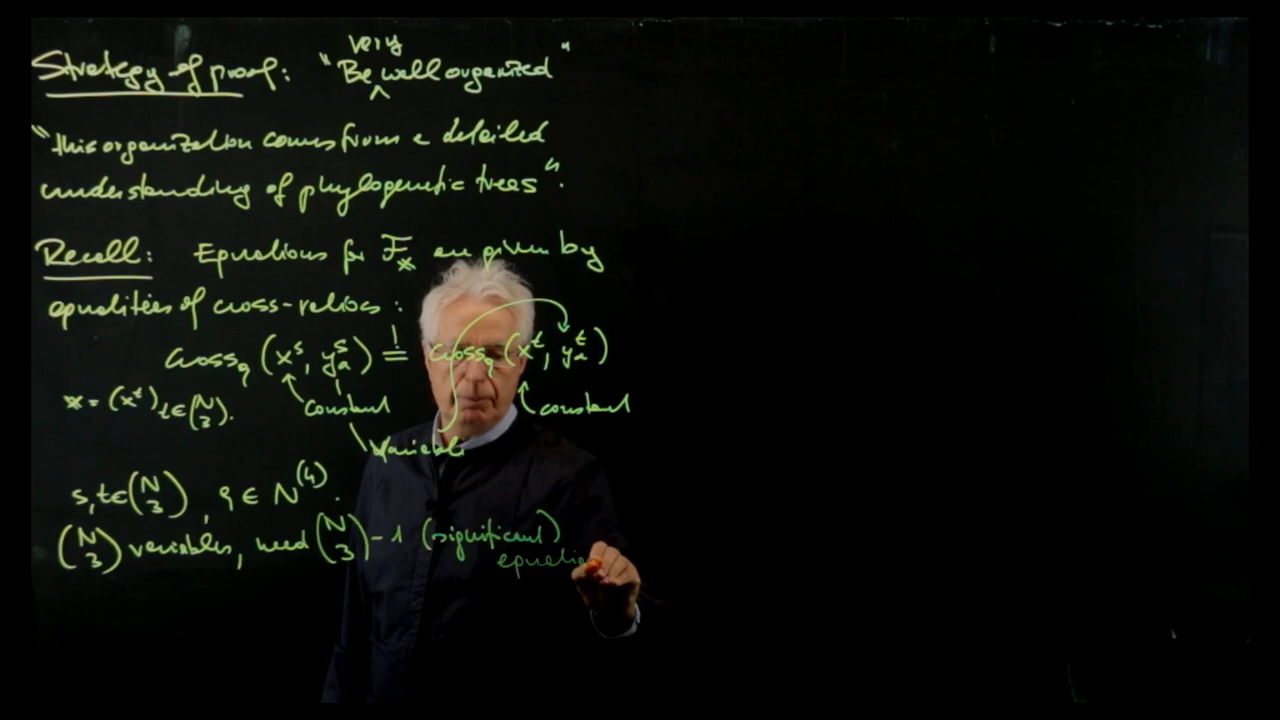 Strategy of proof: "Be very well organized"
"this organization comes from a detailed
understanding of phylogenetic trees".
Recall: Equations for F_x are given by
equalities of cross-ratios:
cross_q (x^s, y_a^s) =! cross_q (x^t, y_a^t)
x = (x^t)_{t∈(N 3)}. constant constant
variable
s,t∈(N 3), q ∈ N^(4).
(N 3) variables, need (N 3) - 1 (significant)
equatio